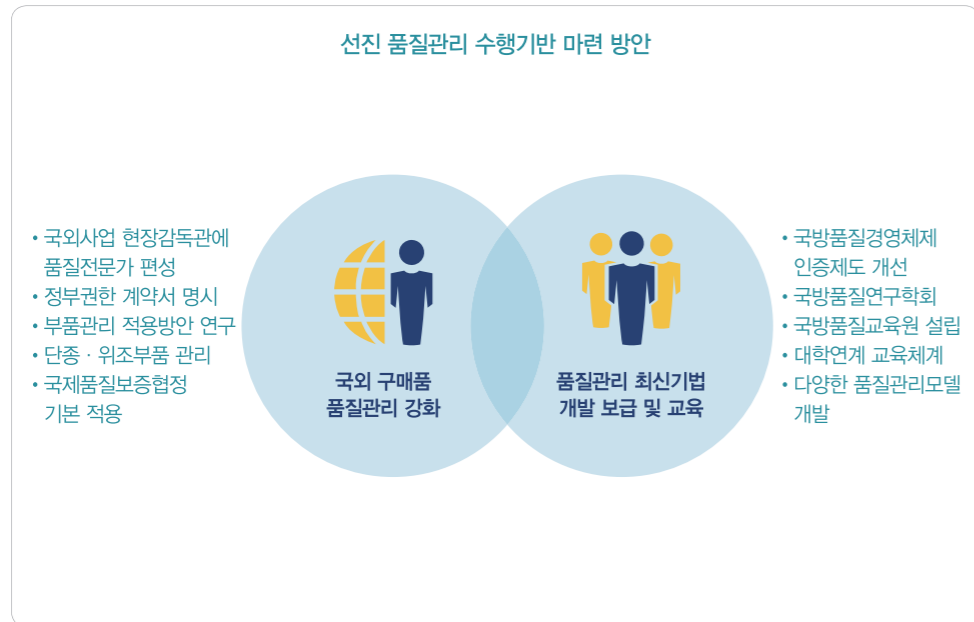 선진 품질관리 수행기반 마련 방안
• 국외사업 현장감독관에
품질전문가 편성
• 정부권한 계약서 명시
• 부품관리 적용방안 연구
• 단종 · 위조부품 관리
• 국제품질보증협정
기본 적용
국외 구매품
품질관리 강화
품질관리 최신기법
개발 보급 및 교육
• 국방품질경영체제
인증제도 개선
• 국방품질연구학회
• 국방품질교육원 설립
• 대학연계 교육체계
• 다양한 품질관리모델
개발